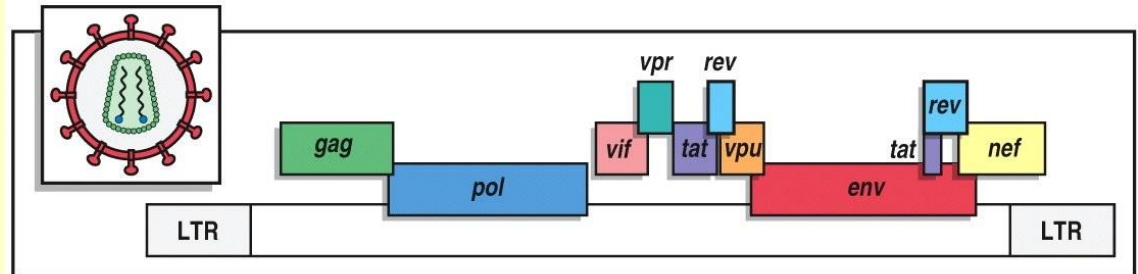 vpr rev
rev
gag vif tat vpu tat nef
pol env
LTR LTR